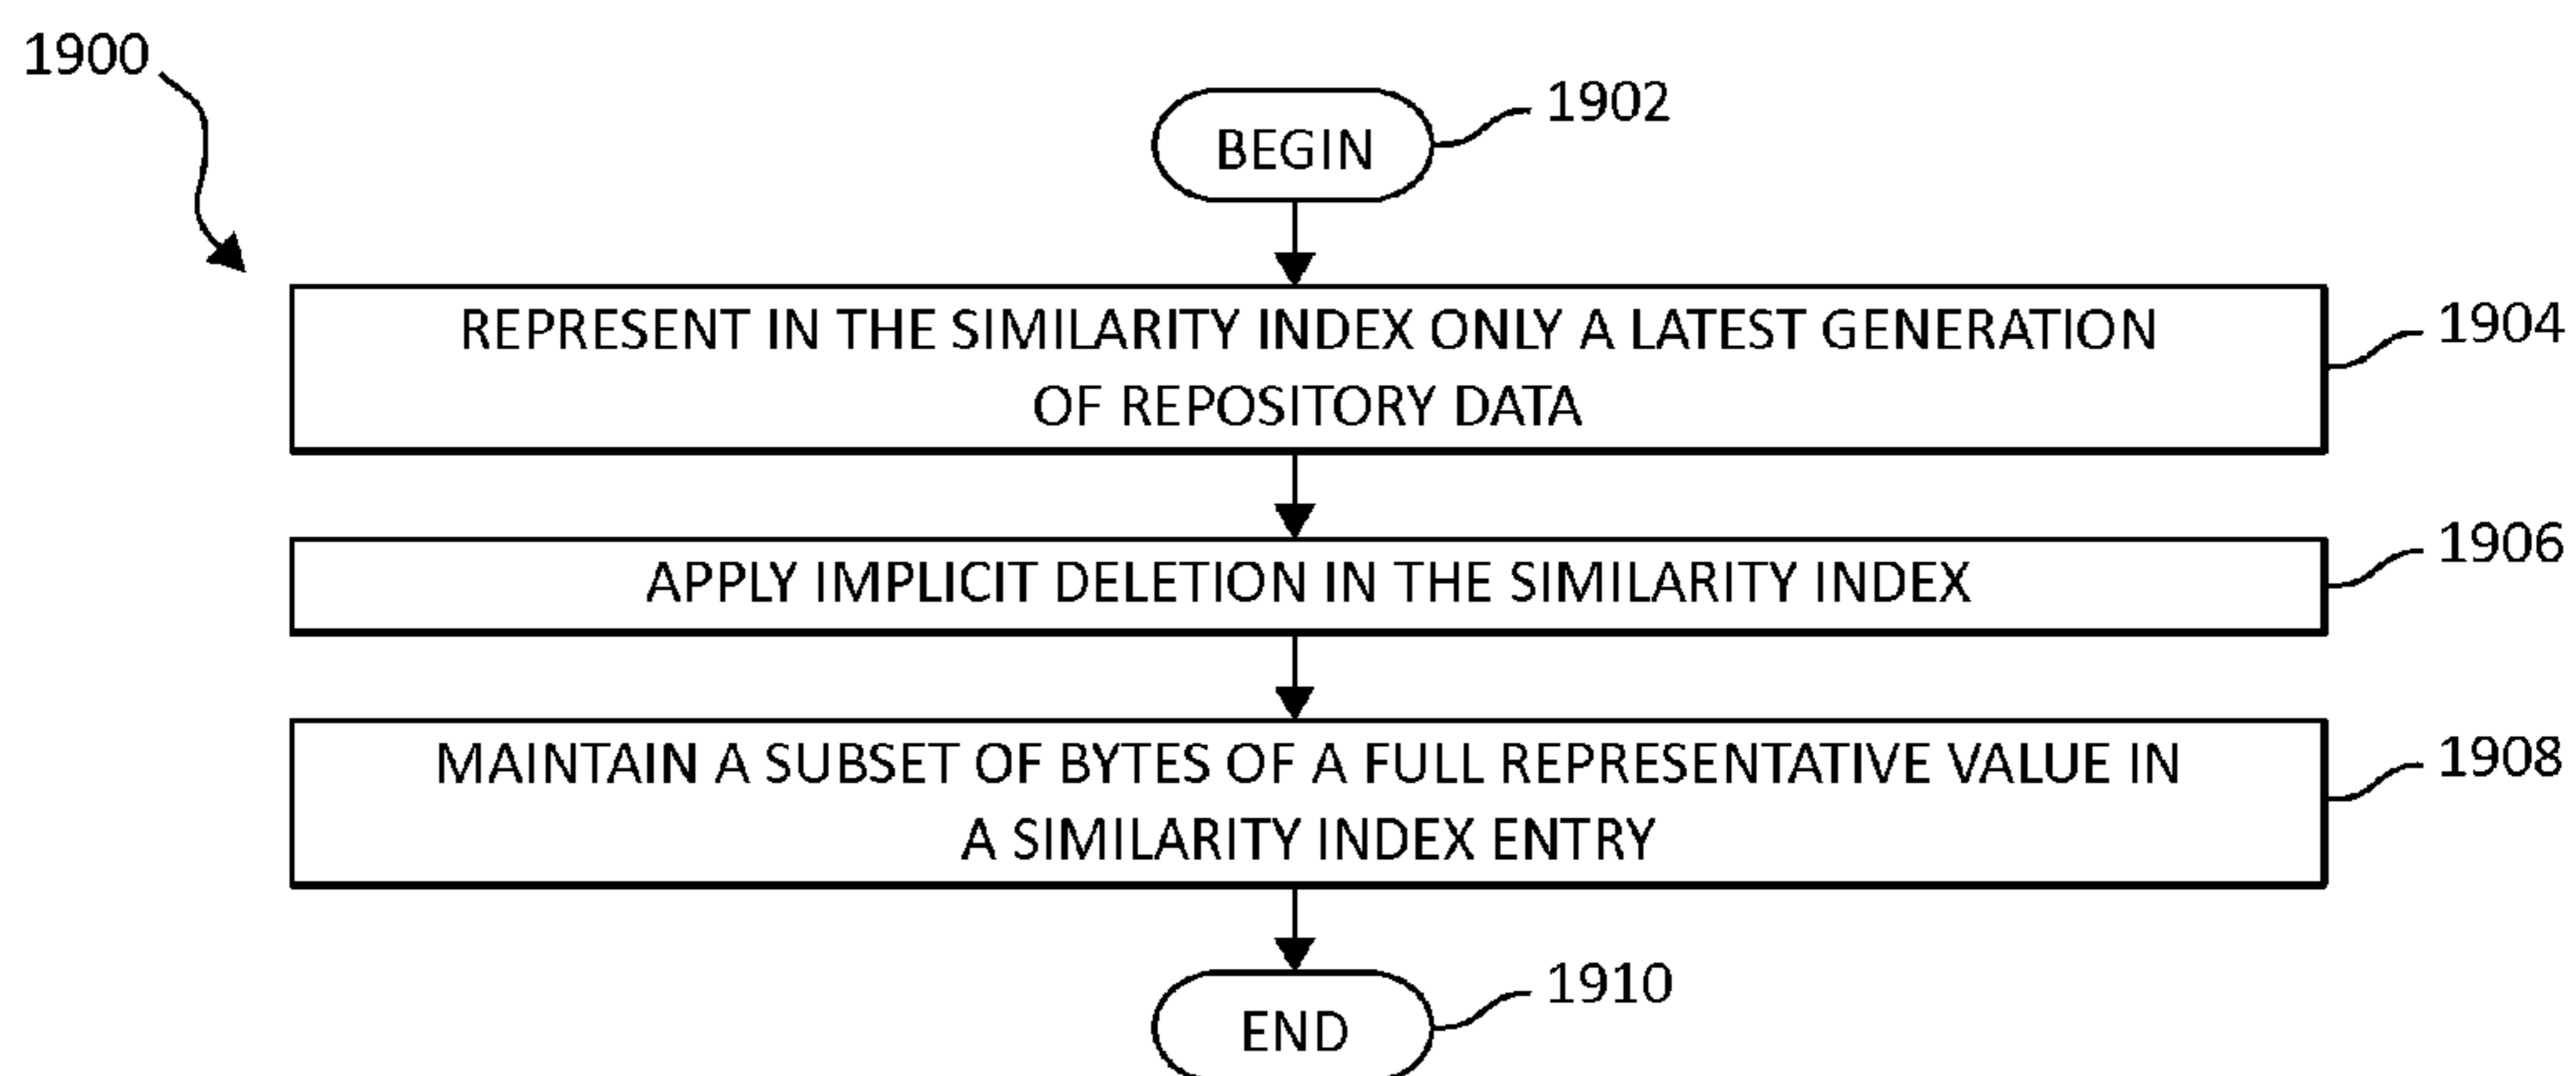 1900
BEGIN
1902
REPRESENT IN THE SIMILARITY INDEX ONLY A LATEST GENERATION
OF REPOSITORY DATA
1904
APPLY IMPLICIT DELETION IN THE SIMILARITY INDEX
1906
MAINTAIN A SUBSET OF BYTES OF A FULL REPRESENTATIVE VALUE IN
A SIMILARITY INDEX ENTRY
1908
END
1910